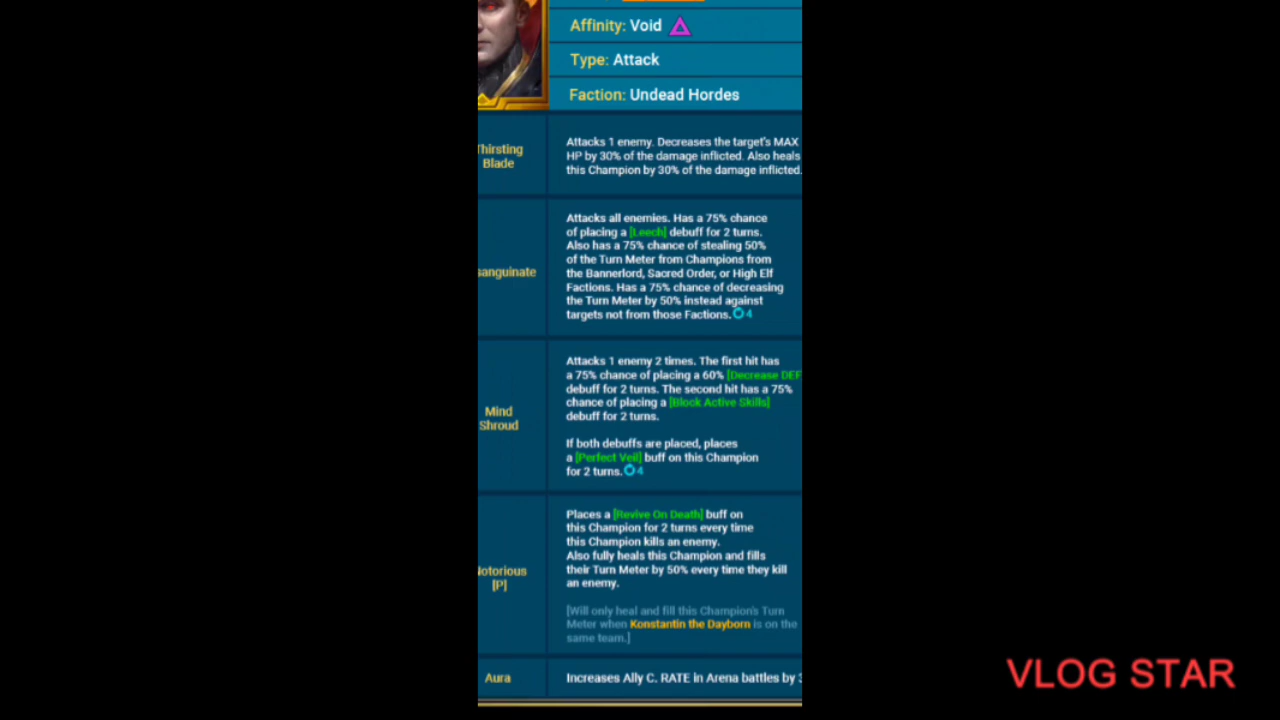 Affinity: Void
Type: Attack
Faction: Undead Hordes
Thirsting
Blade
Attacks 1 enemy. Decreases the target's MAX
HP by 30% of the damage inflicted. Also heals
this Champion by 30% of the damage inflicted.
sanguinate
Attacks all enemies. Has a 75% chance
of placing a [Leech] debuff for 2 turns.
Also has a 75% chance of stealing 50%
of the Turn Meter from Champions from
the Bannerlord, Sacred Order, or High Elf
Factions. Has a 75% chance of decreasing
the Turn Meter by 50% instead against
targets not from those Factions. 4
Mind
Shroud
Attacks 1 enemy 2 times. The first hit has
a 75% chance of placing a 60% [Decrease DEF
debuff for 2 turns. The second hit has a 75%
chance of placing a [Block Active Skills]
debuff for 2 turns.
If both debuffs are placed, places
a [Perfect Veil] buff on this Champion
for 2 turns. 4
Notorious
[P]
Places a [Revive On Death] buff on
this Champion for 2 turns every time
this Champion kills an enemy.
Also fully heals this Champion and fills
their Turn Meter by 50% every time they kill
an enemy.
[Will only heal and fill this Champion's Turn
Meter when Konstantin the Dayborn is on the
same team.]
Aura
Increases Ally C. RATE in Arena battles by
VLOG STAR